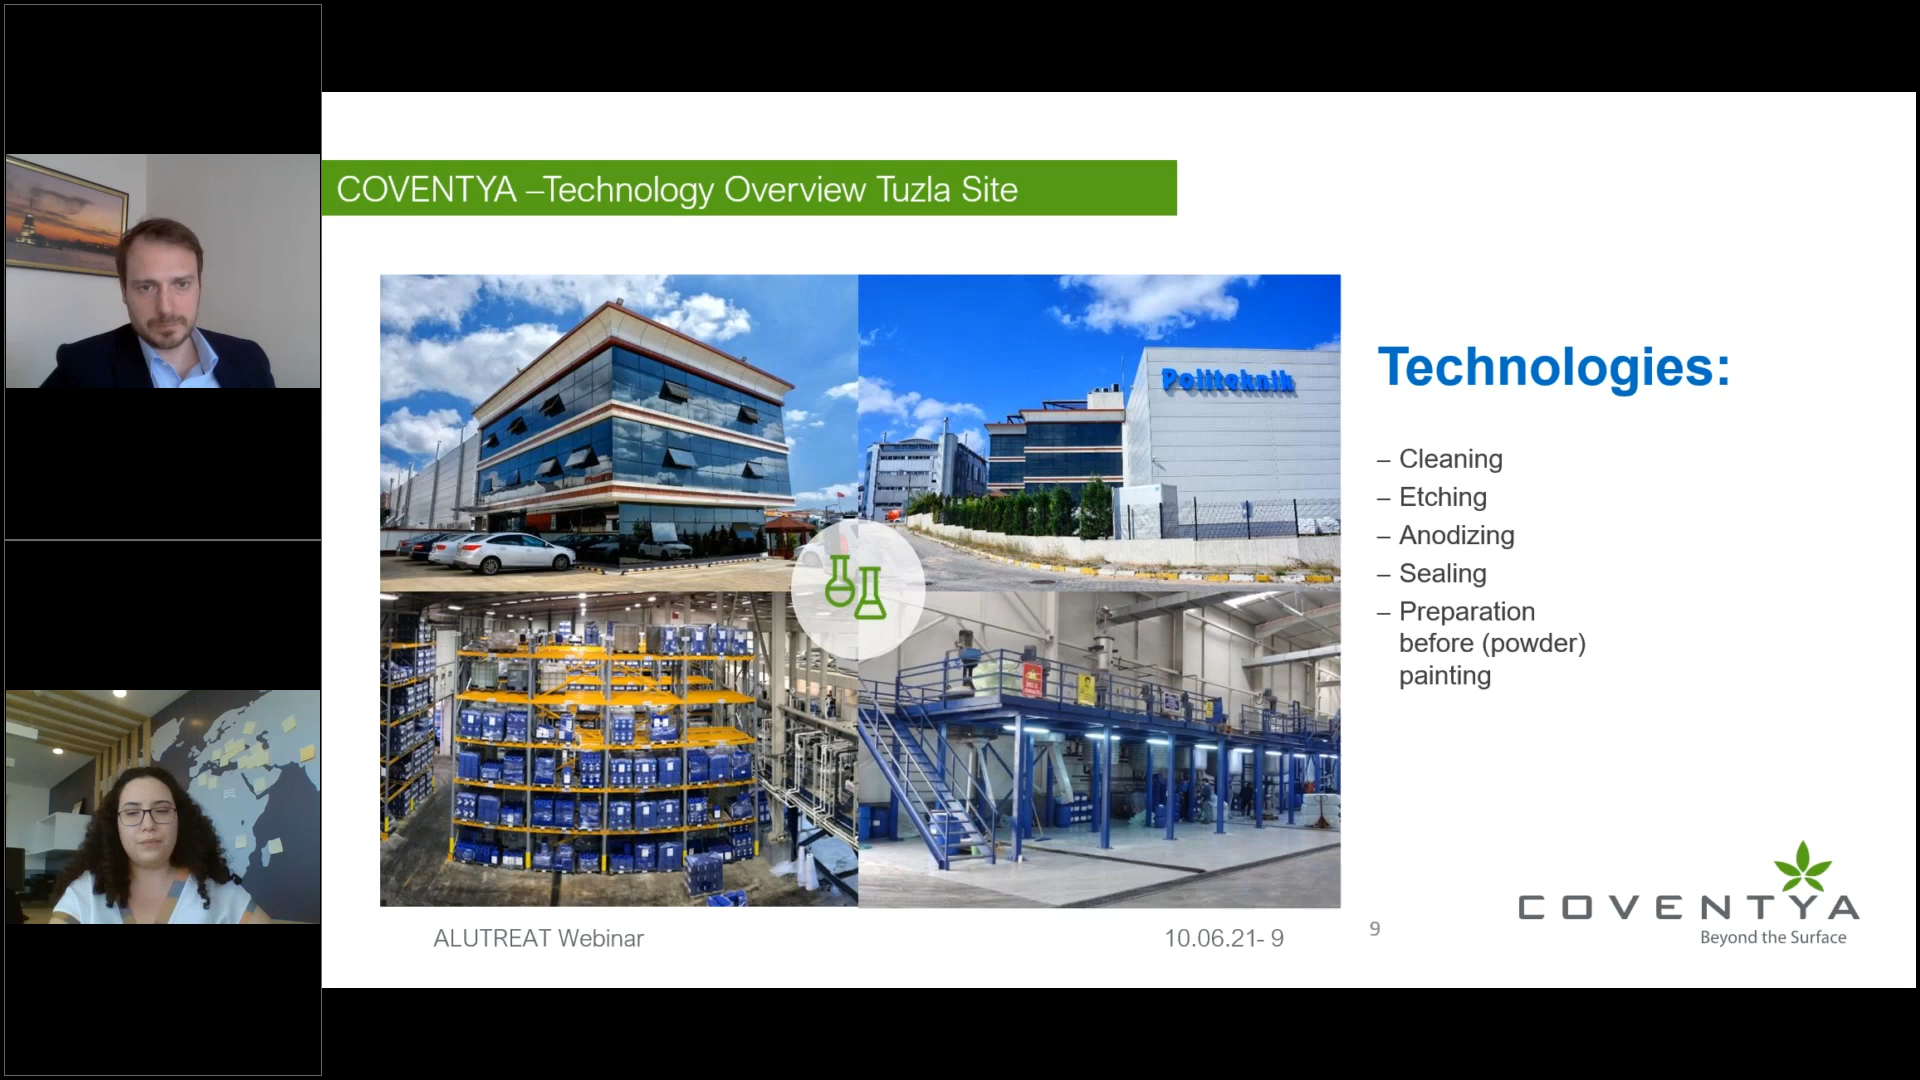 COVENTYA –Technology Overview Tuzla Site
Politeknik
Technologies:
– Cleaning
– Etching
– Anodizing
– Sealing
– Preparation
before (powder)
painting
COVENTYA
Beyond the Surface
ALUTREAT Webinar
10.06.21- 9
9